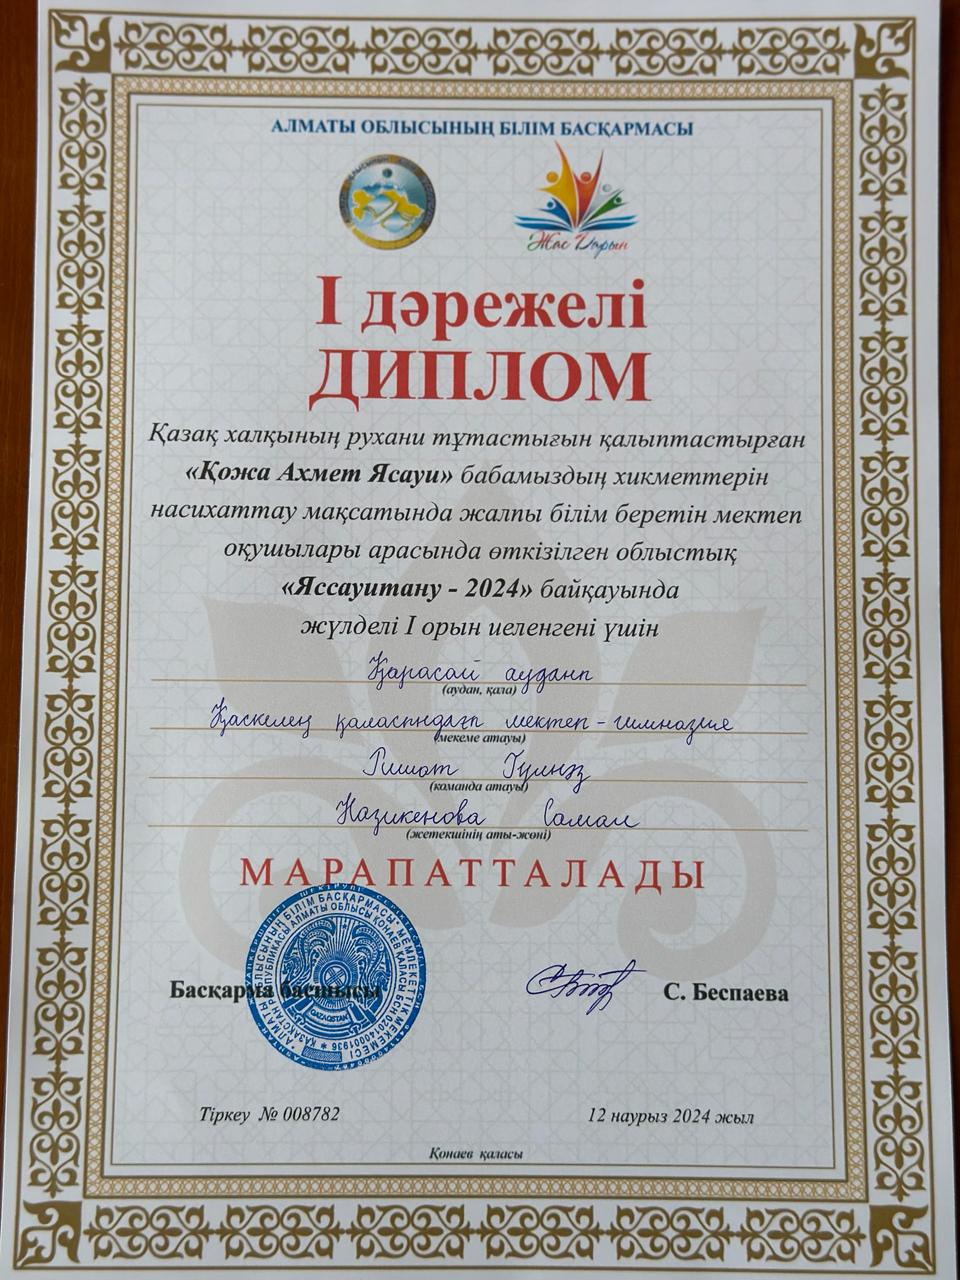 АЛМАТЫ ОБЛЫСЫНЫҢ БІЛІМ БАСҚАРМАСЫ
Жас Дарын
І дәрежелі
ДИПЛОМ
Қазақ халқының рухани тұтастығын қалыптастырған
«Қожа Ахмет Ясауи» бабамыздың хикметтерін
насихаттау мақсатында жалпы білім беретін мектеп
оқушылары арасында өткізілген облыстық
«Яссауитану - 2024» байқауында
жүлделі І орын иеленгені үшін
Қарасай ауданы
(аудан, қала)
Қаскелең қаласындағы мектеп-гимназия
(мекеме атауы)
Ришат Гүлназ
(команда атауы)
Назикенова Самал
(жетекшінің аты-жөні)
МАРАПАТТАЛАДЫ
Басқарма басшысы
С. Беспаева
Тіркеу № 008782
12 наурыз 2024 жыл
Қонаев қаласы